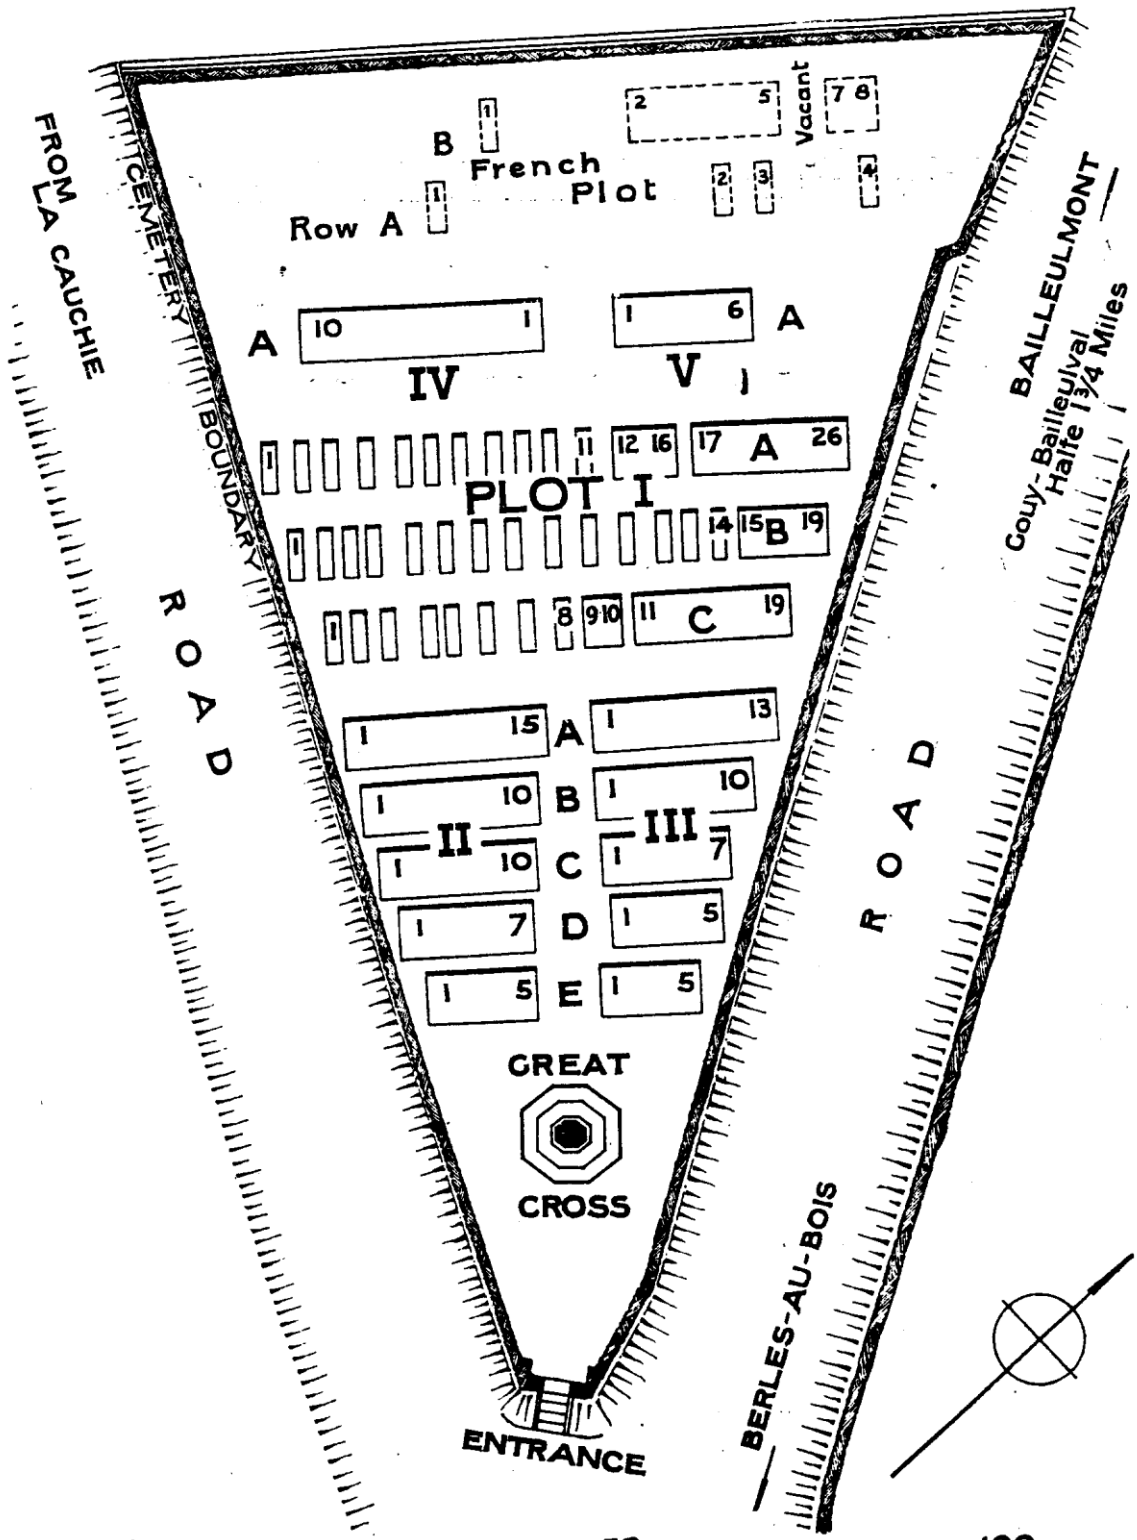 FROM
LA CAUCHIE
CEMETERY BOUNDARY
ROAD
1
2 5
Vacant
7 8
B
French
Plot
1
2
3
4
Row A
A
10 1
1 6
A
IV
V
1
11
12 16
17 A 26
PLOT I
1
14
15 B 19
1
8
9 10
11 C 19
1 15
A
1 13
1 10
B
1 10
II
III
1 10
C
1 7
1 7
D
1 5
1 5
E
1 5
GREAT
CROSS
ENTRANCE
BAILLEULMONT
Gouy-Bailleulval
Halte 1 3/4 Miles
ROAD
BERLES-AU-BOIS